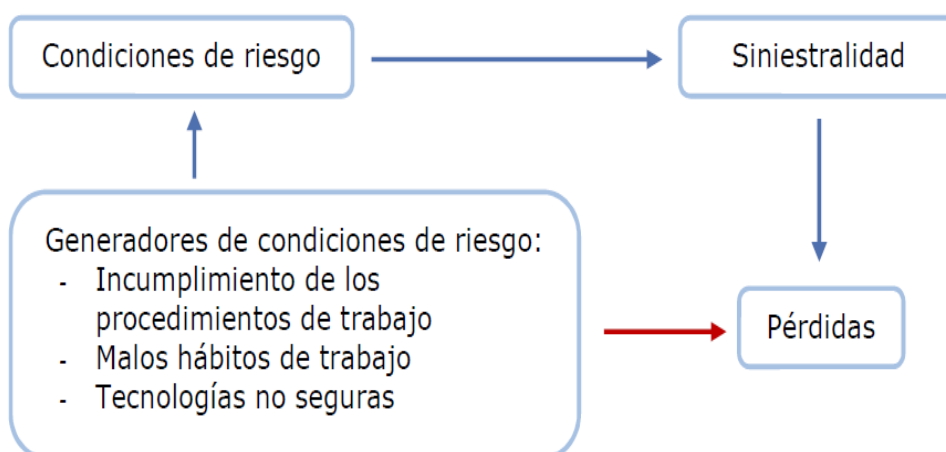 Condiciones de riesgo
Siniestralidad
Generadores de condiciones de riesgo:
- Incumplimiento de los
procedimientos de trabajo
- Malos hábitos de trabajo
- Tecnologías no seguras
Pérdidas